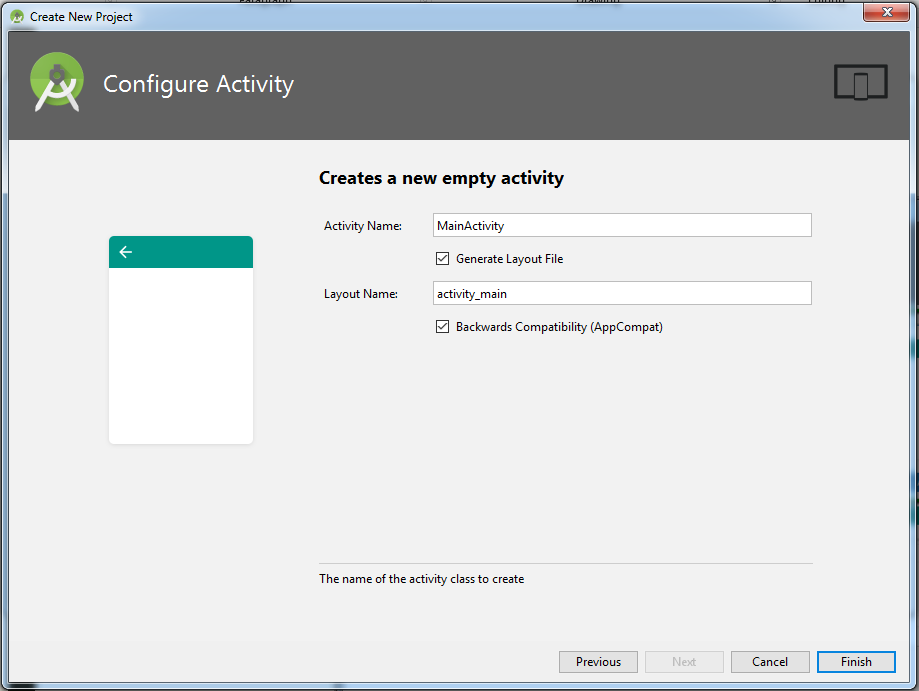 Create New Project
Configure Activity
Creates a new empty activity
Activity Name:
MainActivity
Generate Layout File
Layout Name:
activity_main
Backwards Compatibility (AppCompat)
The name of the activity class to create
Previous
Next
Cancel
Finish